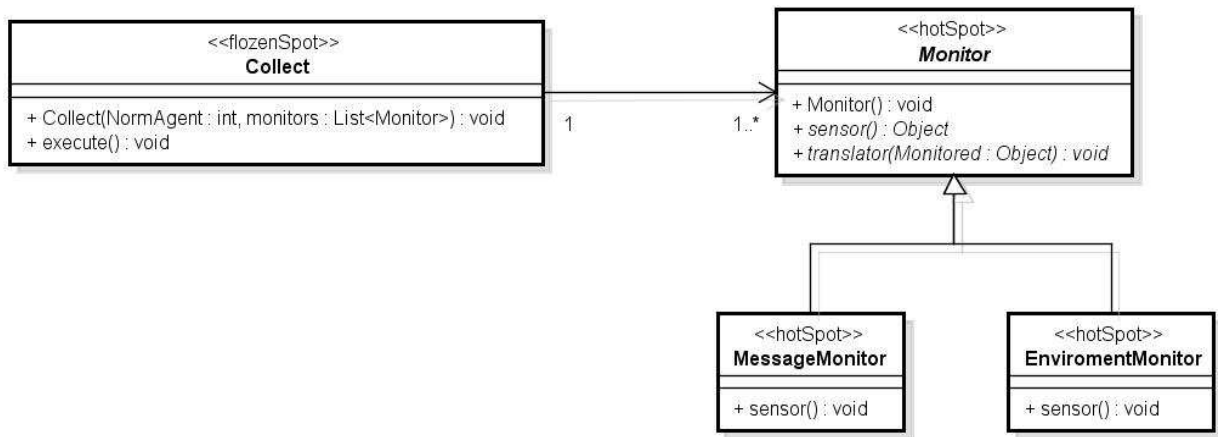 <<flozenSpot>>
Collect
+ Collect(NormAgent : int, monitors : List<Monitor>) : void
+ execute() : void
1
1..*
<<hotSpot>>
Monitor
+ Monitor() : void
+ sensor() : Object
+ translator(Monitored : Object) : void
<<hotSpot>>
MessageMonitor
+ sensor() : void
<<hotSpot>>
EnviromentMonitor
+ sensor() : void